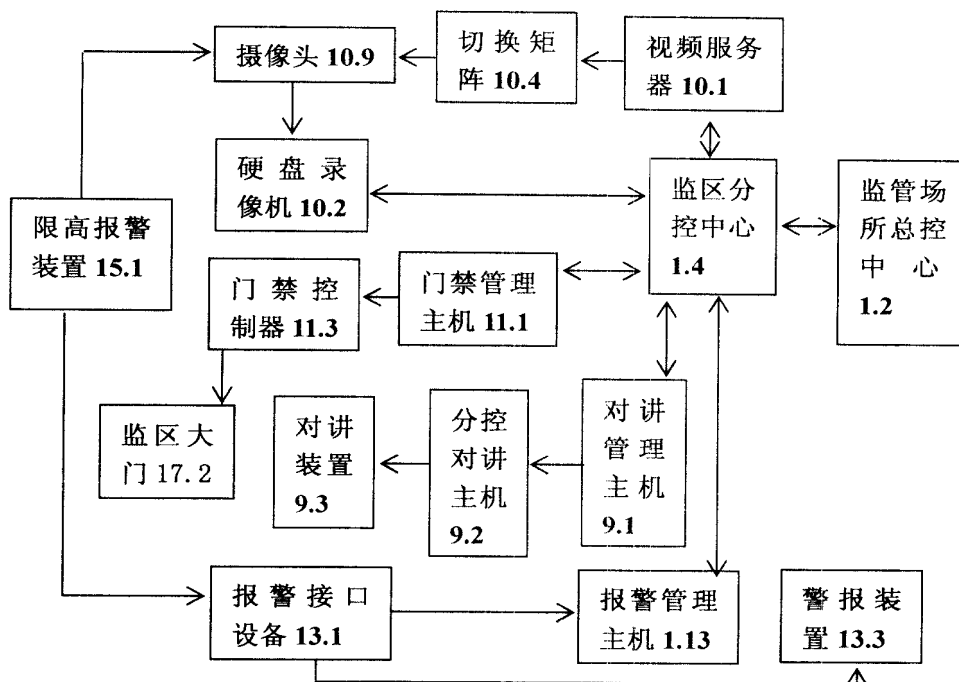 摄像头 10.9
切换矩
阵 10.4
视频服务
器 10.1
硬盘录
像机 10.2
监区分
控中心
1.4
监管场
所总控
中心
1.2
限高报警
装置 15.1
门禁控
制器 11.3
门禁管理
主机 11.1
监区大
门 17.2
对讲
装置
9.3
分控
对讲
主机
9.2
对讲
管理
主机
9.1
报警接口
设备 13.1
报警管理
主机 1.13
警报装
置 13.3